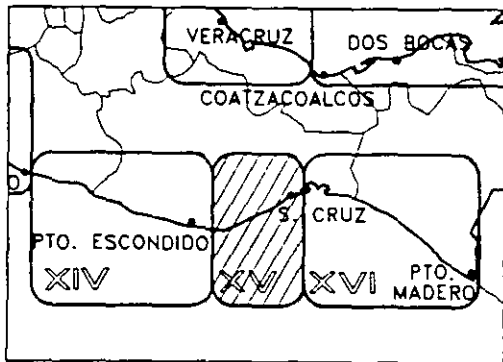 VERACRUZ
DOS BOCAS
COATZACOALCOS
S. CRUZ
PTO. ESCONDIDO
XIV
XV
XVI
PTO.
MADERO